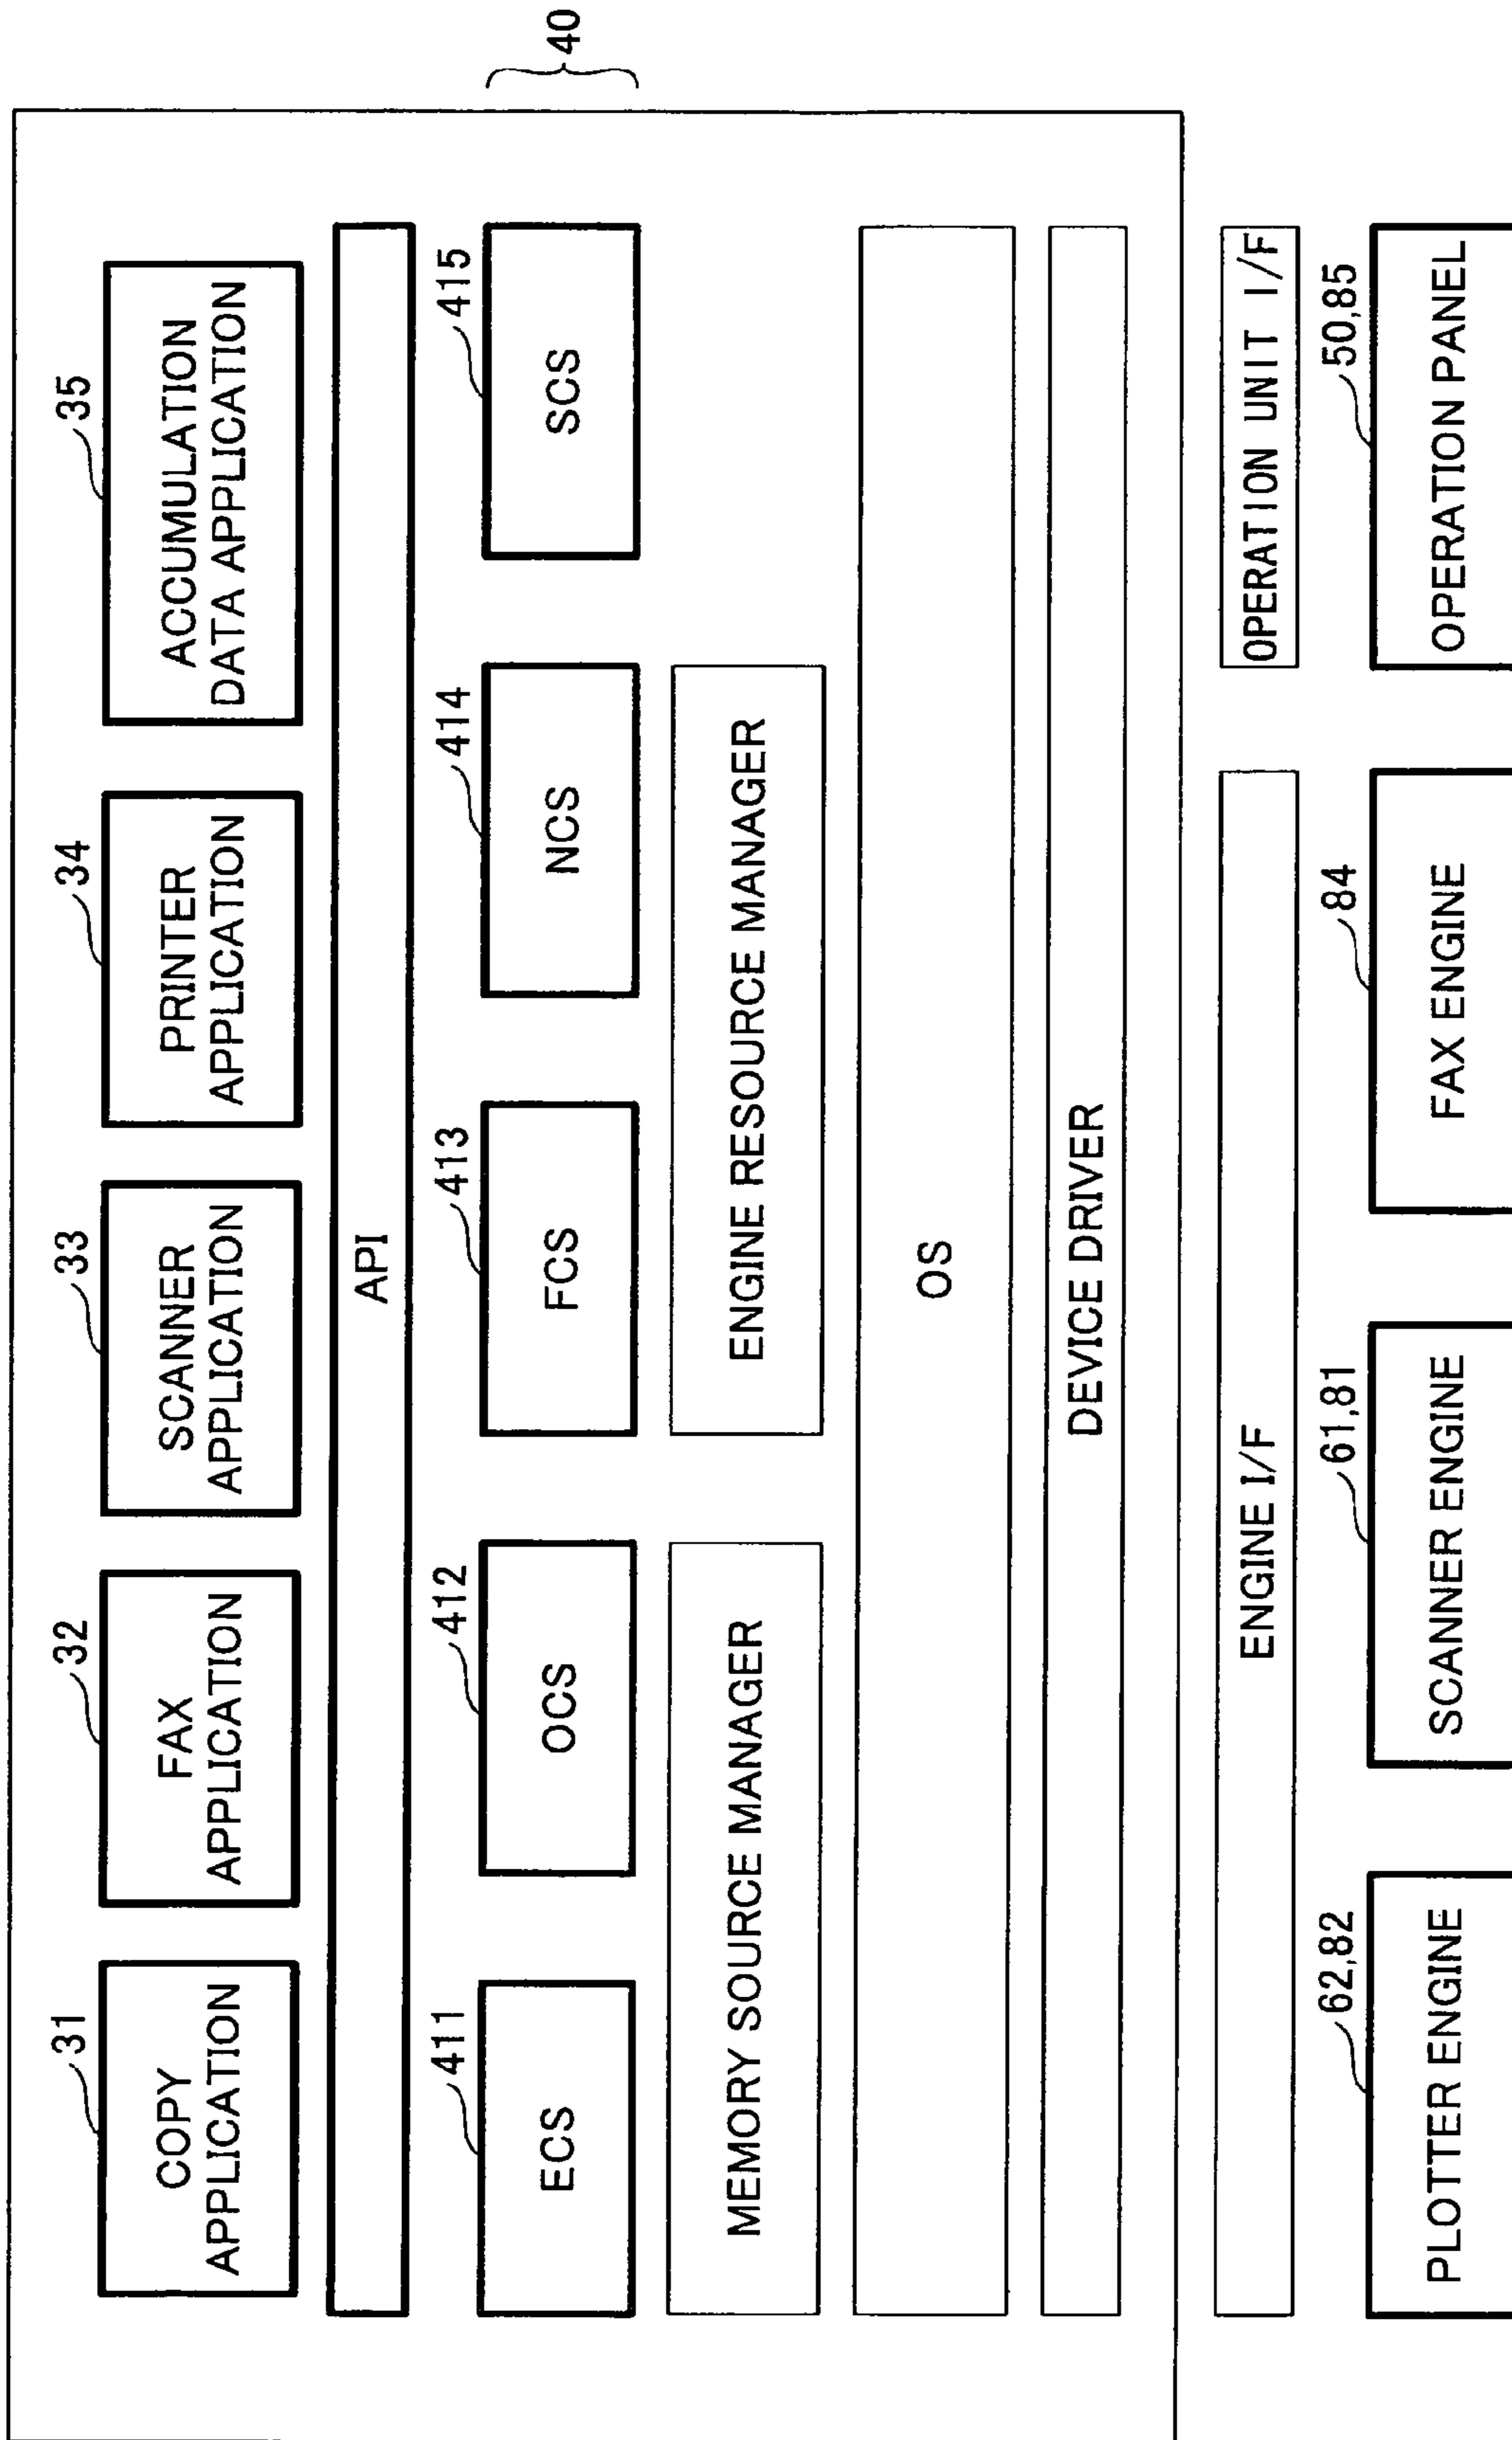 31
COPY
APPLICATION
32
FAX
APPLICATION
33
SCANNER
APPLICATION
34
PRINTER
APPLICATION
35
ACCUMULATION
DATA APPLICATION
API
40
411
ECS
412
OCS
413
FCS
414
NCS
415
SCS
MEMORY SOURCE MANAGER
ENGINE RESOURCE MANAGER
OS
DEVICE DRIVER
ENGINE I/F
OPERATION UNIT I/F
62,82
PLOTTER ENGINE
61,81
SCANNER ENGINE
84
FAX ENGINE
50,85
OPERATION PANEL